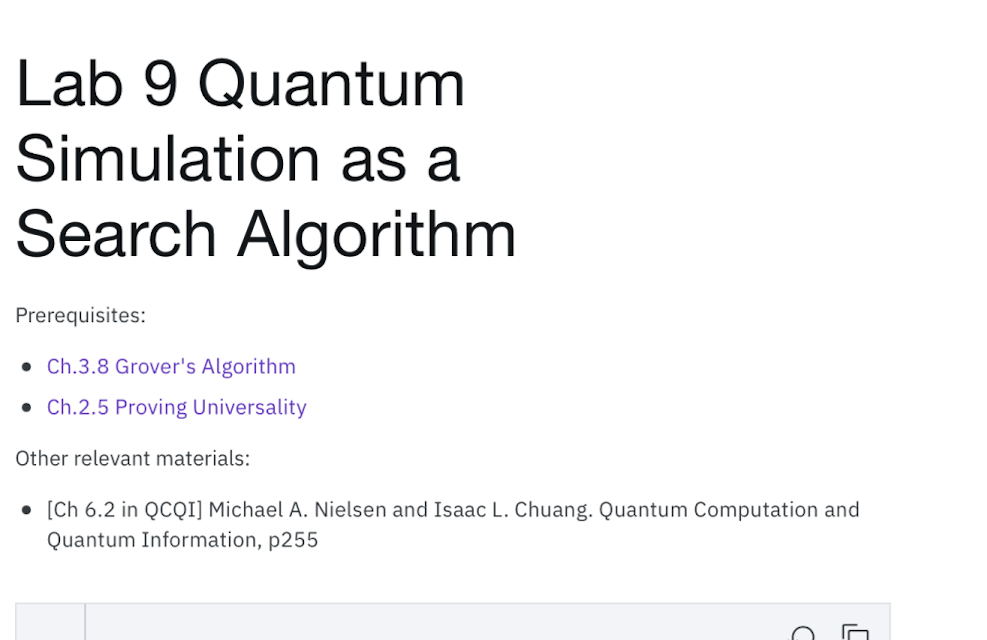 Lab 9 Quantum
Simulation as a
Search Algorithm
Prerequisites:
Ch.3.8 Grover's Algorithm
Ch.2.5 Proving Universality
Other relevant materials:
[Ch 6.2 in QCQI] Michael A. Nielsen and Isaac L. Chuang. Quantum Computation and
Quantum Information, p255